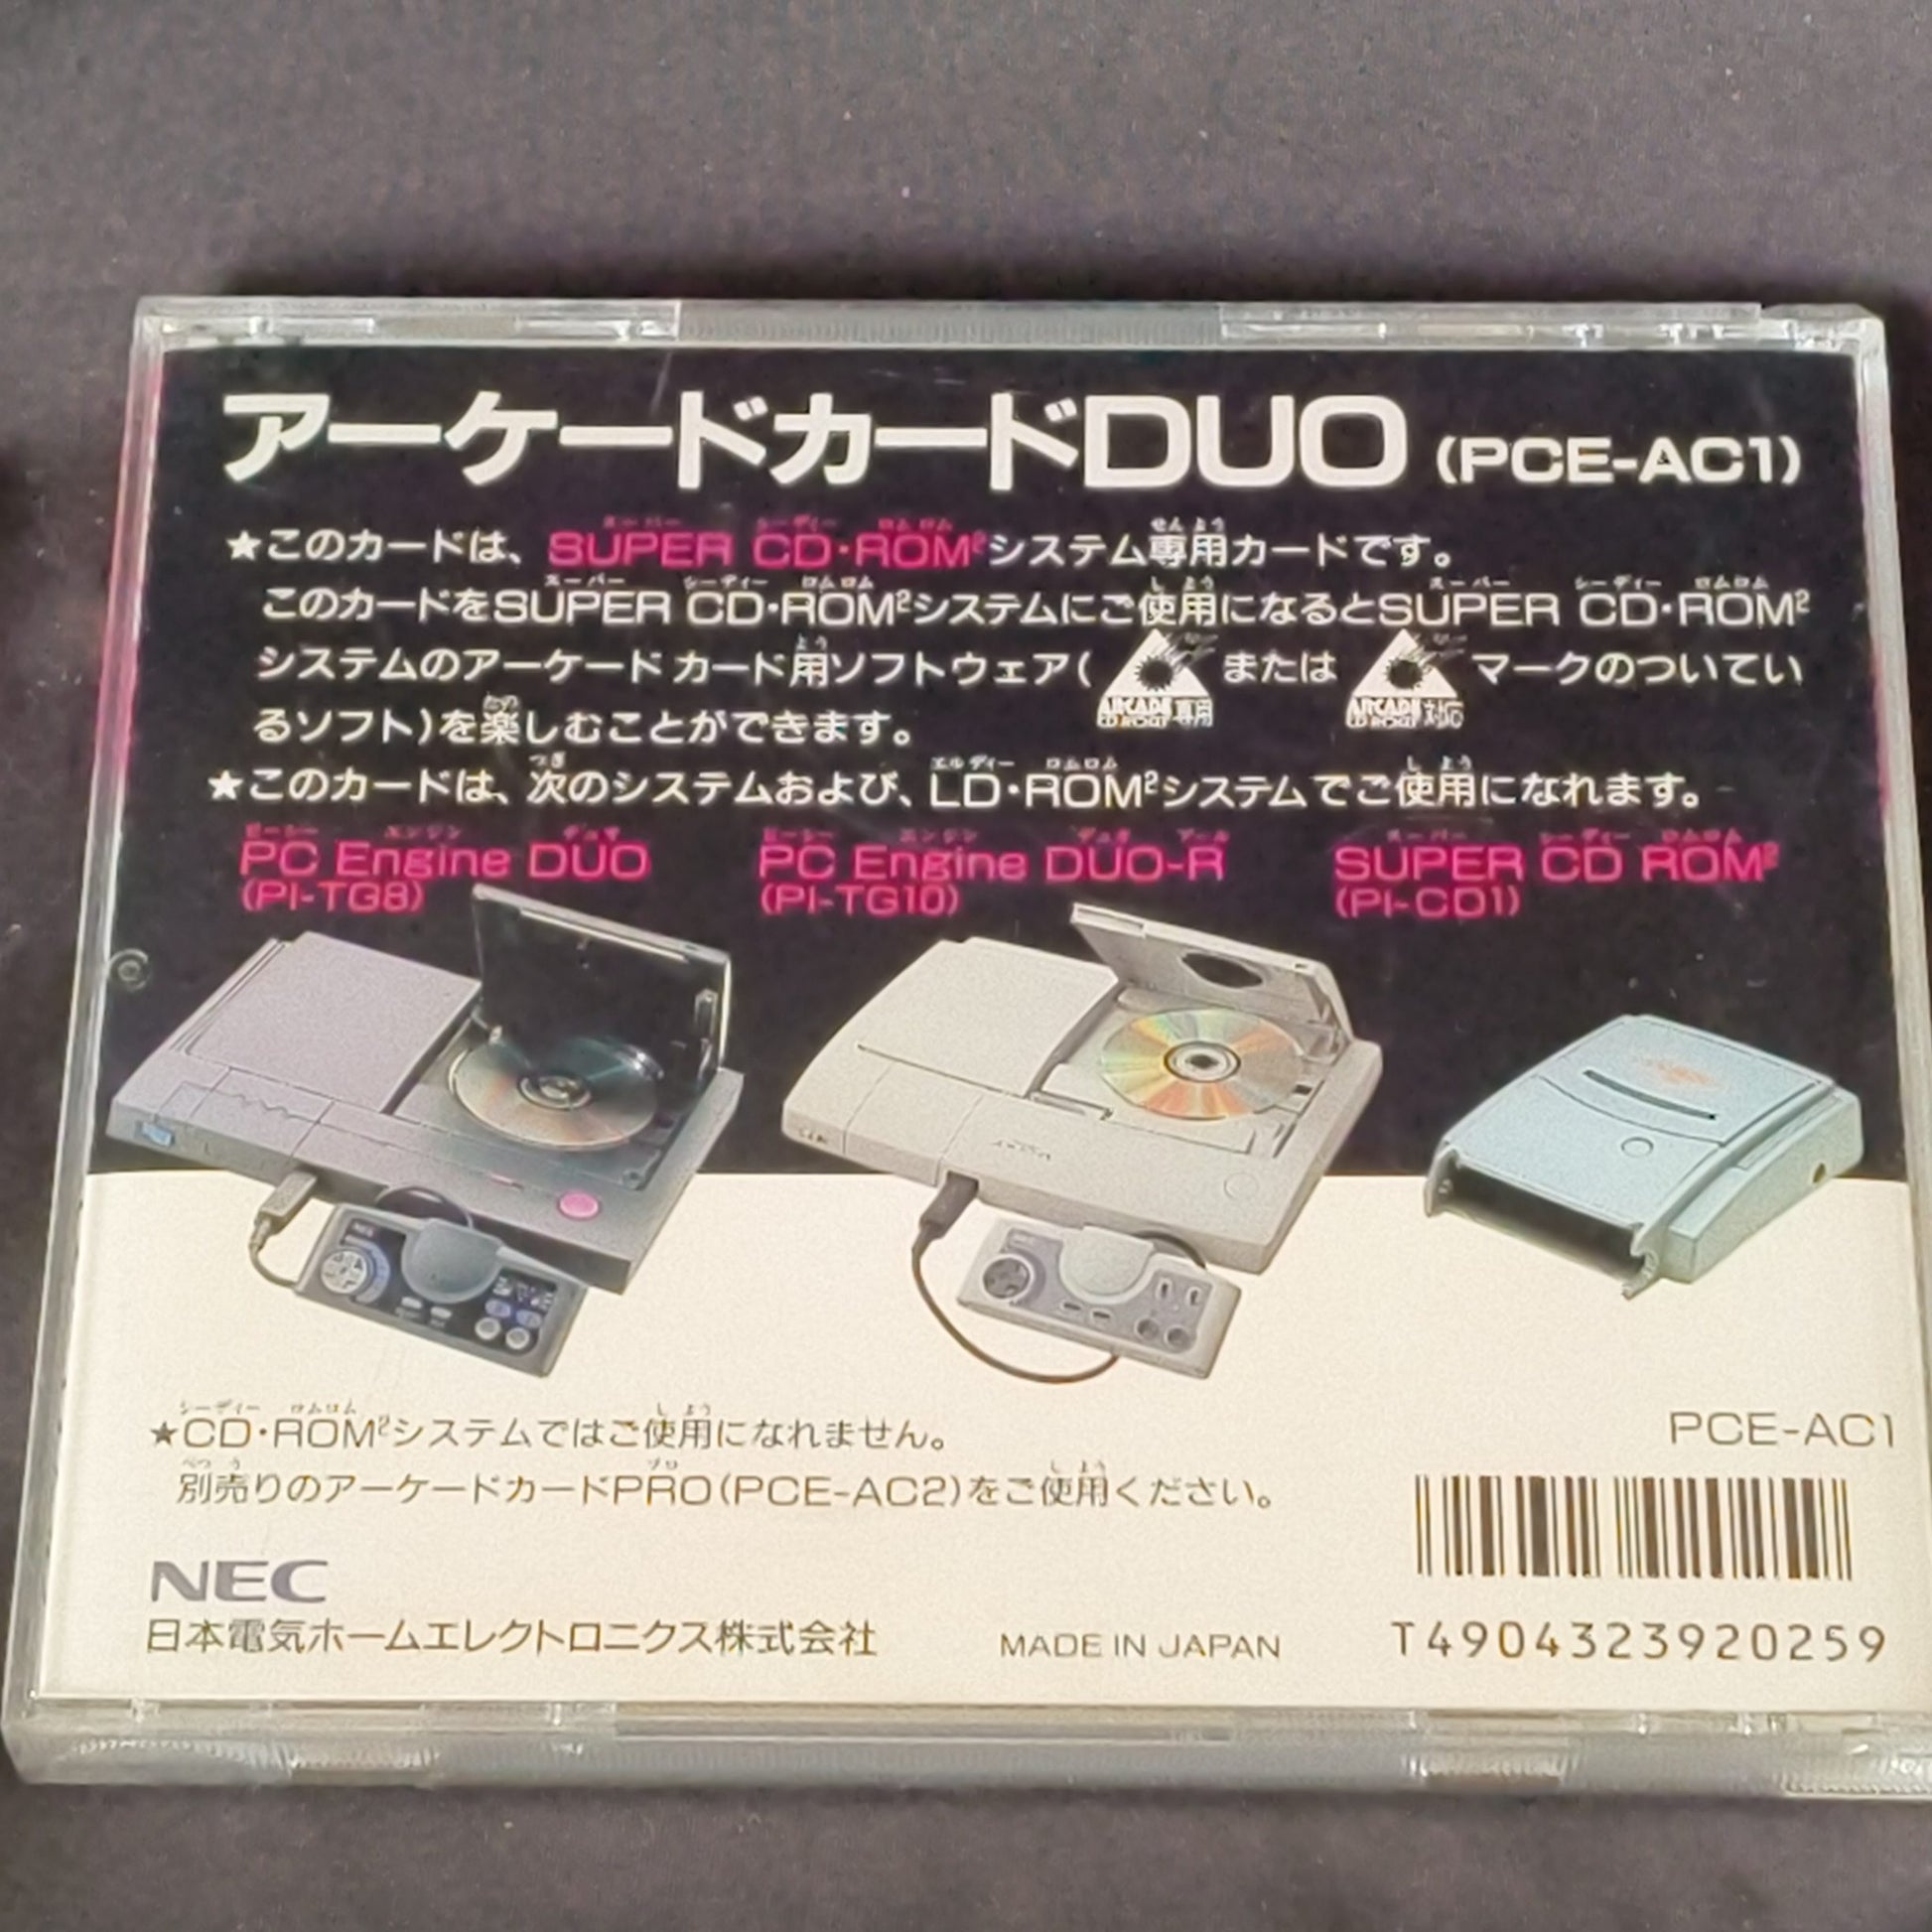 アーケードカードDUO (PCE-AC1)
★このカードは、SUPER CD・ROM²システム専用カードです。
このカードをSUPER CD・ROM²システムにご使用になるとSUPER CD・ROM²
システムのアーケードカード用ソフトウェア(ARCADE CD-ROM² 専用 または ARCADE CD-ROM² 対応 マークのついてい
るソフト)を楽しむことができます。
★このカードは、次のシステムおよび、LD・ROM²システムでご使用になれます。
PC Engine DUO
(PI-TG8)
PC Engine DUO-R
(PI-TG10)
SUPER CD ROM²
(PI-CD1)
NEC
★CD・ROM²システムではご使用になれません。
別売りのアーケードカードPRO(PCE-AC2)をご使用ください。
PCE-AC1
NEC
日本電気ホームエレクトロニクス株式会社
MADE IN JAPAN
T4904323920259